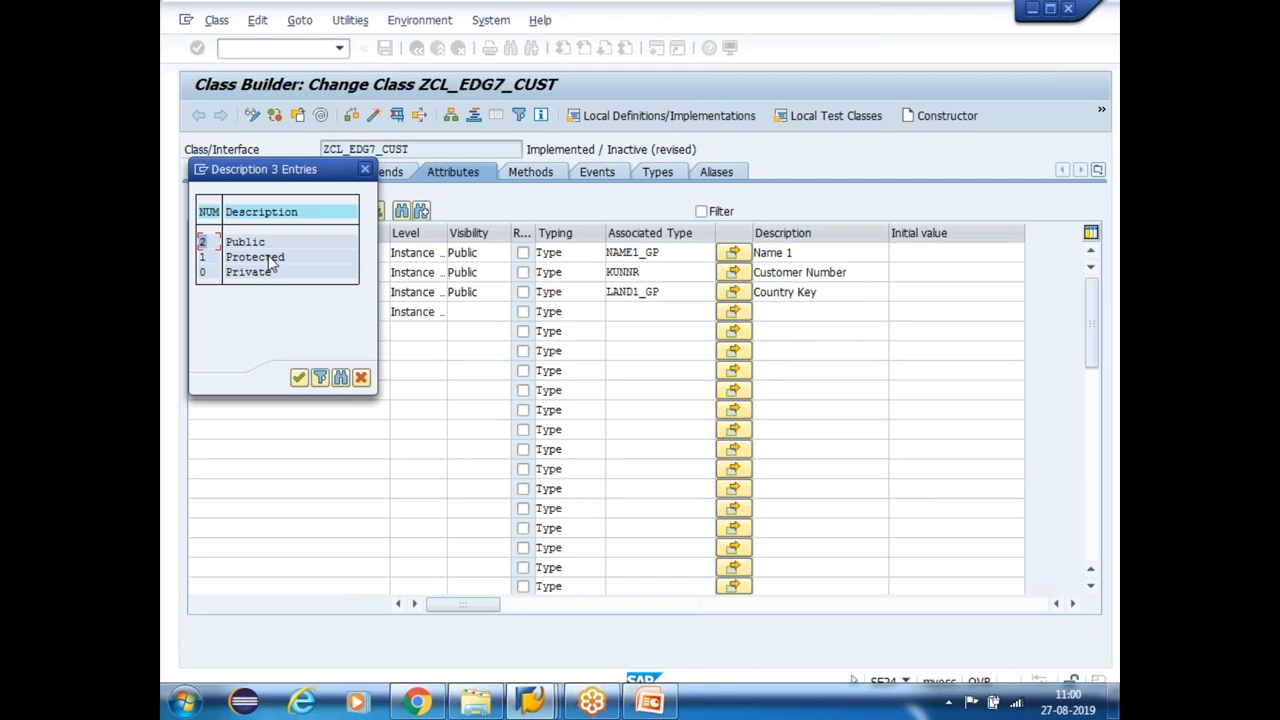 Class Edit Goto Utilities Environment System Help
Class Builder: Change Class ZCL_EDG7_CUST
Local Definitions/Implementations Local Test Classes Constructor »
Class/Interface ZCL_EDG7_CUST Implemented / Inactive (revised)
Description 3 Entries
ends Attributes Methods Events Types Aliases
NUM Description
2 Public
1 Protected
0 Private
Filter
Level Visibility R... Typing Associated Type Description Initial value
Instance .. Public Type NAME1_GP Name 1
Instance .. Public Type KUNNR Customer Number
Instance .. Public Type LAND1_GP Country Key
Instance .. Type
Type
Type
Type
Type
Type
Type
Type
Type
Type
Type
Type
Type
Type
Type
SAP
SE24 myecc OVR
11:00
27-08-2019